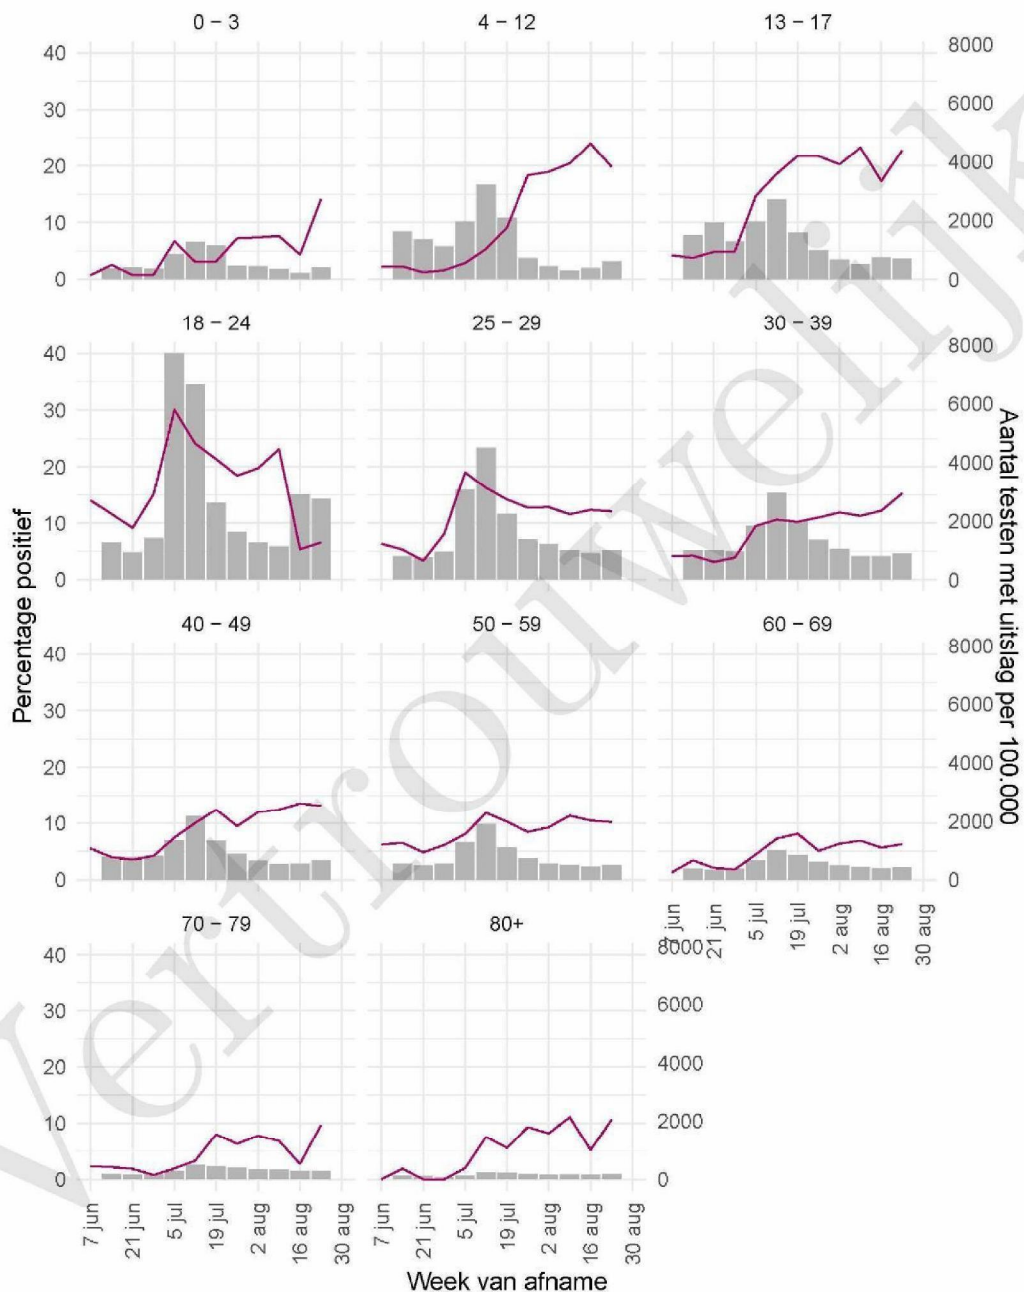 0 – 3
4 – 12
13 – 17
40
30
20
10
0
8000
6000
4000
2000
0
18 – 24
25 – 29
30 – 39
40
30
20
10
0
8000
6000
4000
2000
0
40 – 49
50 – 59
60 – 69
40
30
20
10
0
8000
6000
4000
2000
0
7 jun
21 jun
5 jul
19 jul
2 aug
16 aug
30 aug
70 – 79
80+
40
30
20
10
0
8000
6000
4000
2000
0
7 jun
21 jun
5 jul
19 jul
2 aug
16 aug
30 aug
7 jun
21 jun
5 jul
19 jul
2 aug
16 aug
30 aug
Percentage positief
Aantal testen met uitslag per 100.000
Week van afname
Vertrouwelijk